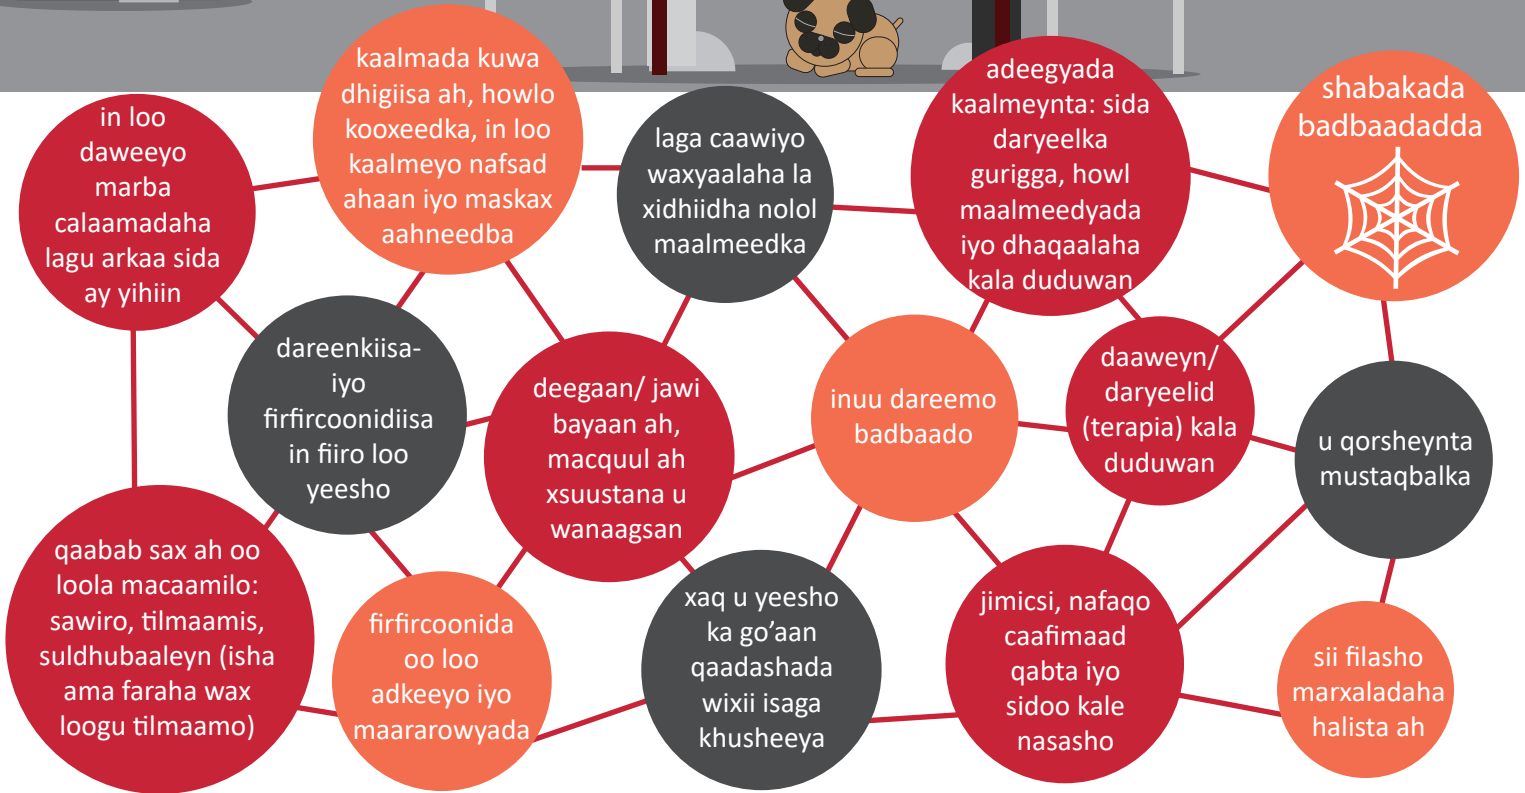 in loo
daweeyo
marba
calaamadaha
lagu arkaa sida
ay yihiin
kaalmada kuwa
dhigiisa ah, howlo
kooxeedka, in loo
kaalmeyo nafsad
ahaan iyo maskax
aahneedba
laga caawiyo
waxyaalaha la
xidhiidha nolol
maalmeedka
adeegyada
kaalmeynta: sida
daryeelka
gurigga, howl
maalmeedyada
iyo dhaqaalaha
kala duduwan
shabakada
badbaadadda
dareenkiisa-
iyo
firfircoonidiisa
in fiiro loo
yeesho
deegaan/ jawi
bayaan ah,
macquul ah
xsuustana u
wanaagsan
inuu dareemo
badbaado
daaweyn/
daryeelid
(terapia) kala
duduwan
u qorsheynta
mustaqbalka
qaabab sax ah oo
loola macaamilo:
sawiro, tilmaamis,
suldhubaaleyn (isha
ama faraha wax
loogu tilmaamo)
firfircoonida
oo loo
adkeeyo iyo
maararowyada
xaq u yeesho
ka go’aan
qaadashada
wixii isaga
khusheeya
jimicsi, nafaqo
caafimaad
qabta iyo
sidoo kale
nasasho
sii filasho
marxaladaha
halista ah